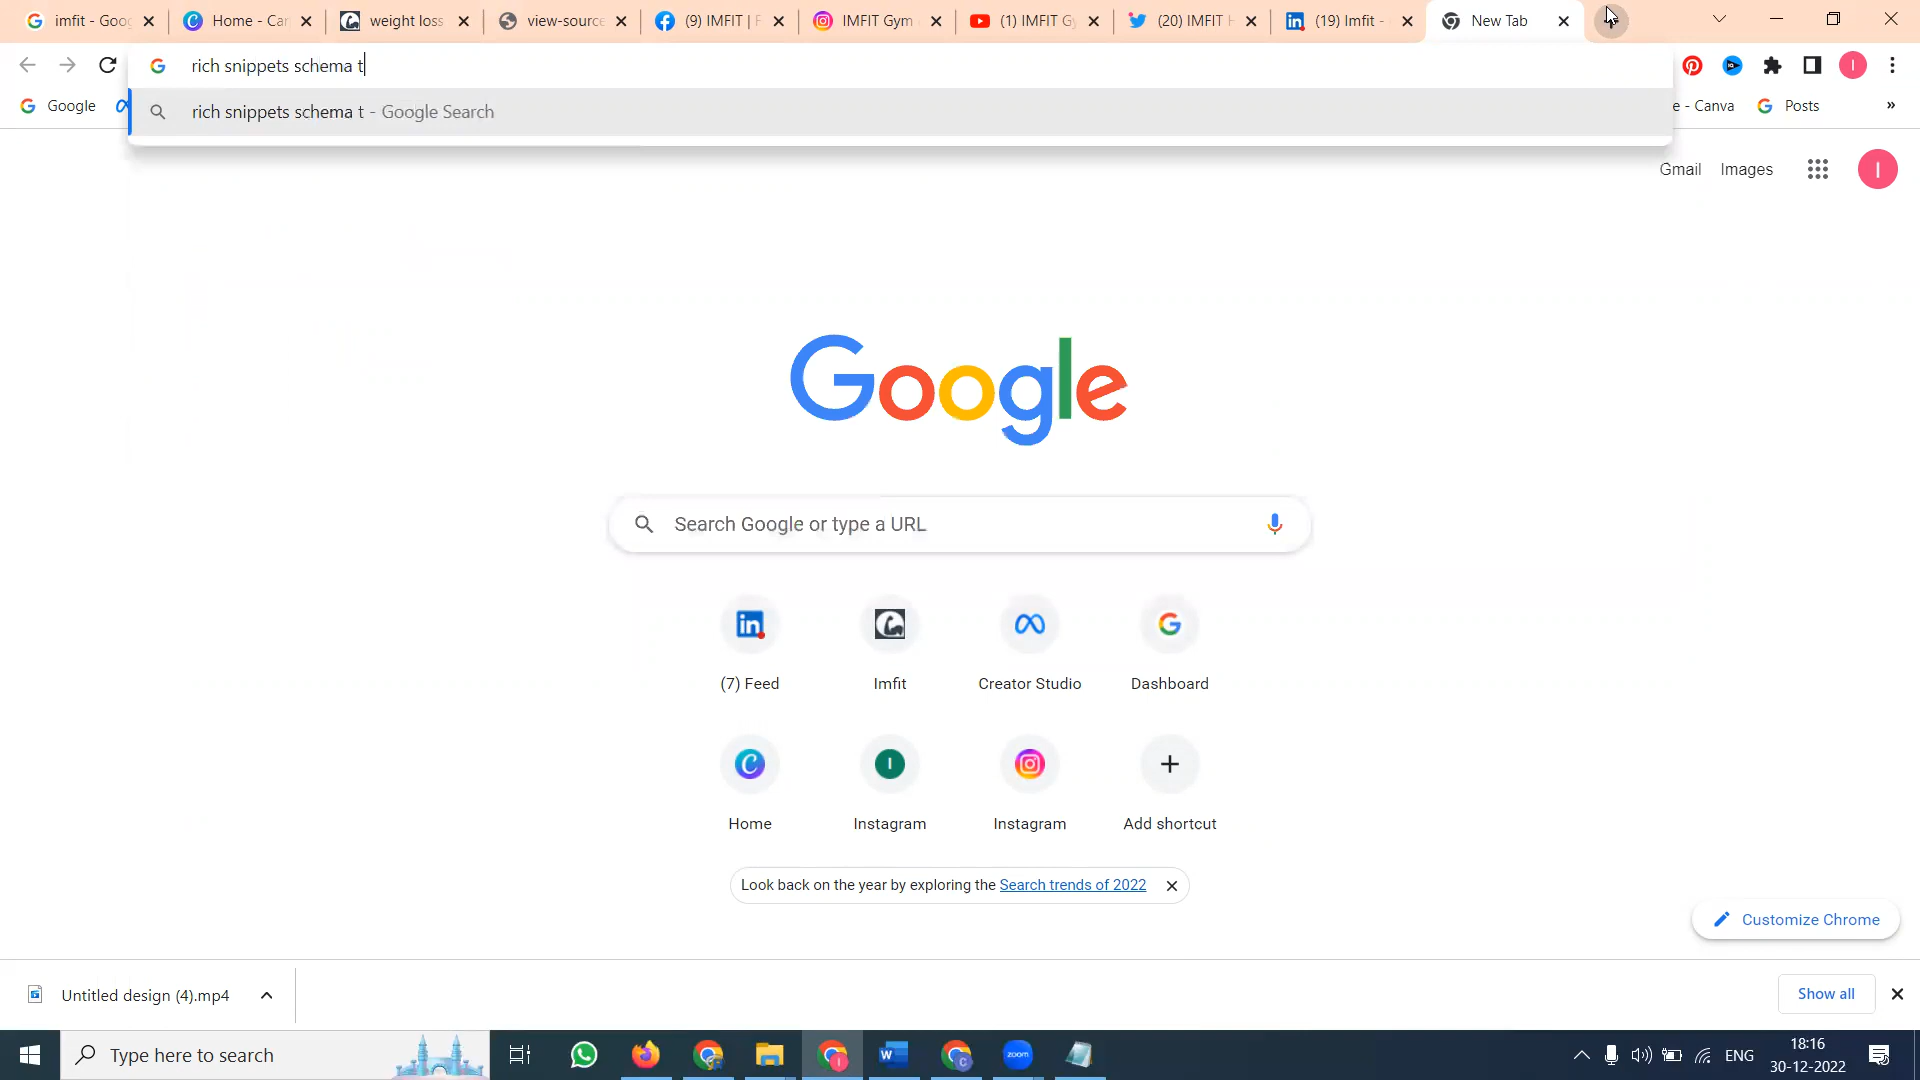 imfit - Goog
Home - Can
weight loss
view-source
(9) IMFIT | F
IMFIT Gym
(1) IMFIT Gy
(20) IMFIT H
(19) Imfit -
New Tab
rich snippets schema t
Google
rich snippets schema t - Google Search
e - Canva
Posts
»
Gmail
Images
I
Google
Search Google or type a URL
(7) Feed
Imfit
Creator Studio
Dashboard
Home
Instagram
Instagram
Add shortcut
Look back on the year by exploring the Search trends of 2022
Customize Chrome
Untitled design (4).mp4
Show all
Type here to search
zoom
ENG
18:16
30-12-2022